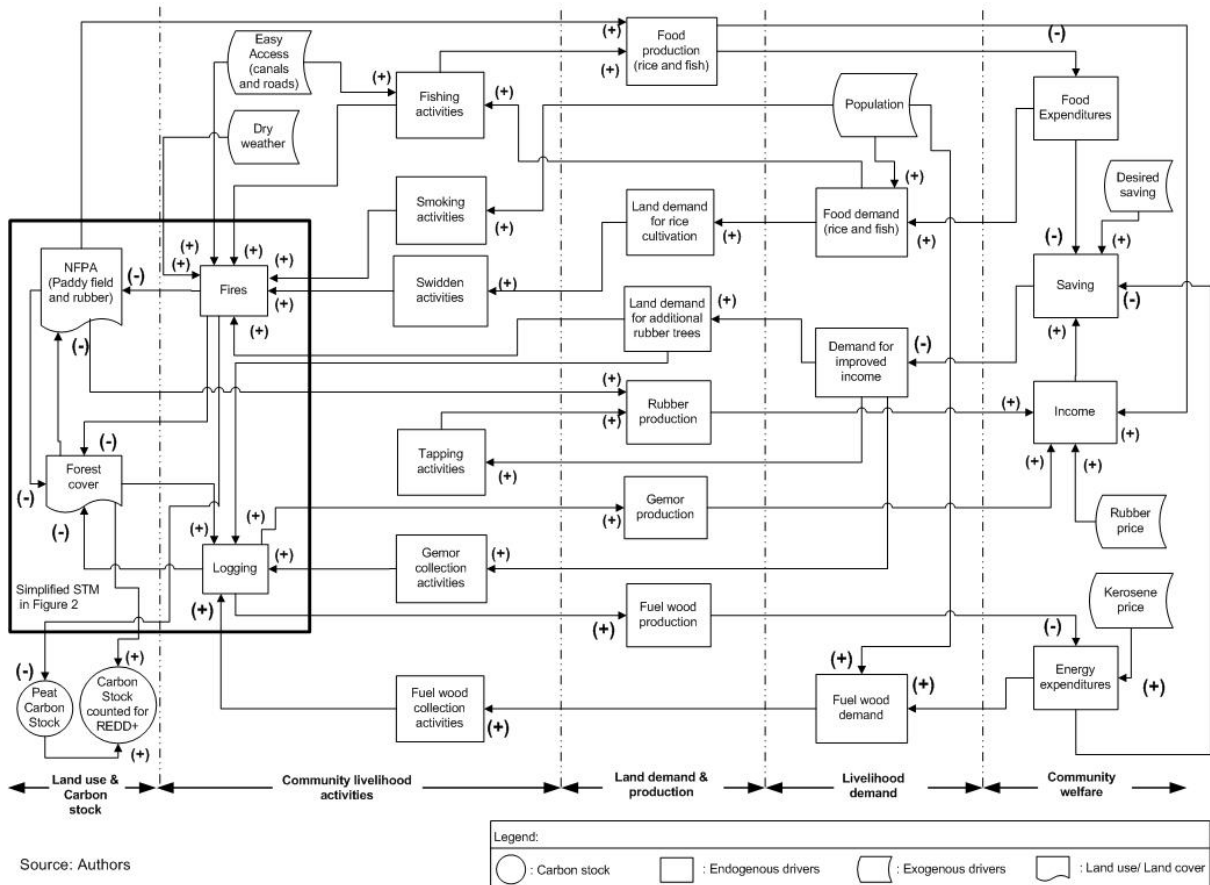 (+)
Food
production
(rice and fish)
(+)
(-)
Easy
Access
(canals
and roads)
(+)
Fishing
activities
(+)
Population
Food
Expenditures
Dry
weather
Smoking
activities
(+)
Land demand
for rice
cultivation
(+)
(+)
Food demand
(rice and fish)
(+)
Desired
saving
(-)
(+)
NFPA
(Paddy field
and rubber)
(-)
(+)
(+)
(+)
(+)
Fires
(+)
(+)
Swidden
activities
(+)
Land demand
for additional
rubber trees
(+)
Saving
(-)
(+)
(-)
Demand for
improved
income
(-)
(+)
(+)
Rubber
production
(+)
Income
(+)
(+)
(+)
(-)
Forest
cover
(-)
(-)
Tapping
activities
(+)
Gemor
production
(+)
Rubber
price
(+)
(+)
Logging
(+)
(+)
Gemor
collection
activities
(+)
Simplified STM
in Figure 2
Fuel wood
production
(+)
Kerosene
price
(-)
Energy
expenditures
(+)
(-)
Peat
Carbon
Stock
(+)
Carbon
Stock
counted for
REDD+
(+)
Fuel wood
collection
activities
(+)
(+)
Fuel wood
demand
(+)
Land use &
Carbon
stock
Community livelihood
activities
Land demand &
production
Livelihood
demand
Community
welfare
Source: Authors
Legend:
: Carbon stock
: Endogenous drivers
: Exogenous drivers
: Land use/ Land cover